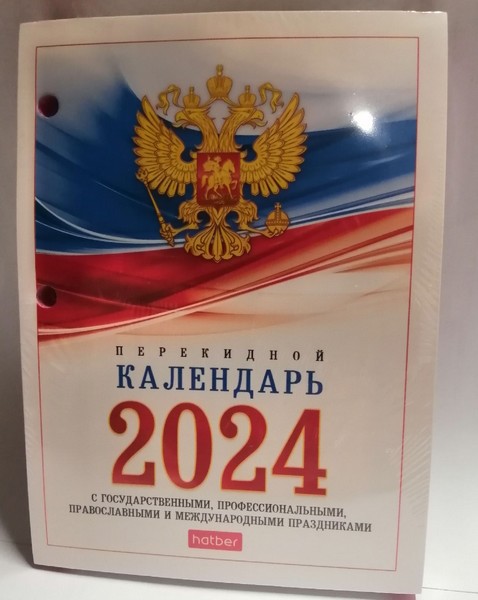 ПЕРЕКИДНОЙ
КАЛЕНДАРЬ
2024
С ГОСУДАРСТВЕННЫМИ, ПРОФЕССИОНАЛЬНЫМИ,
ПРАВОСЛАВНЫМИ И МЕЖДУНАРОДНЫМИ ПРАЗДНИКАМИ
hatber